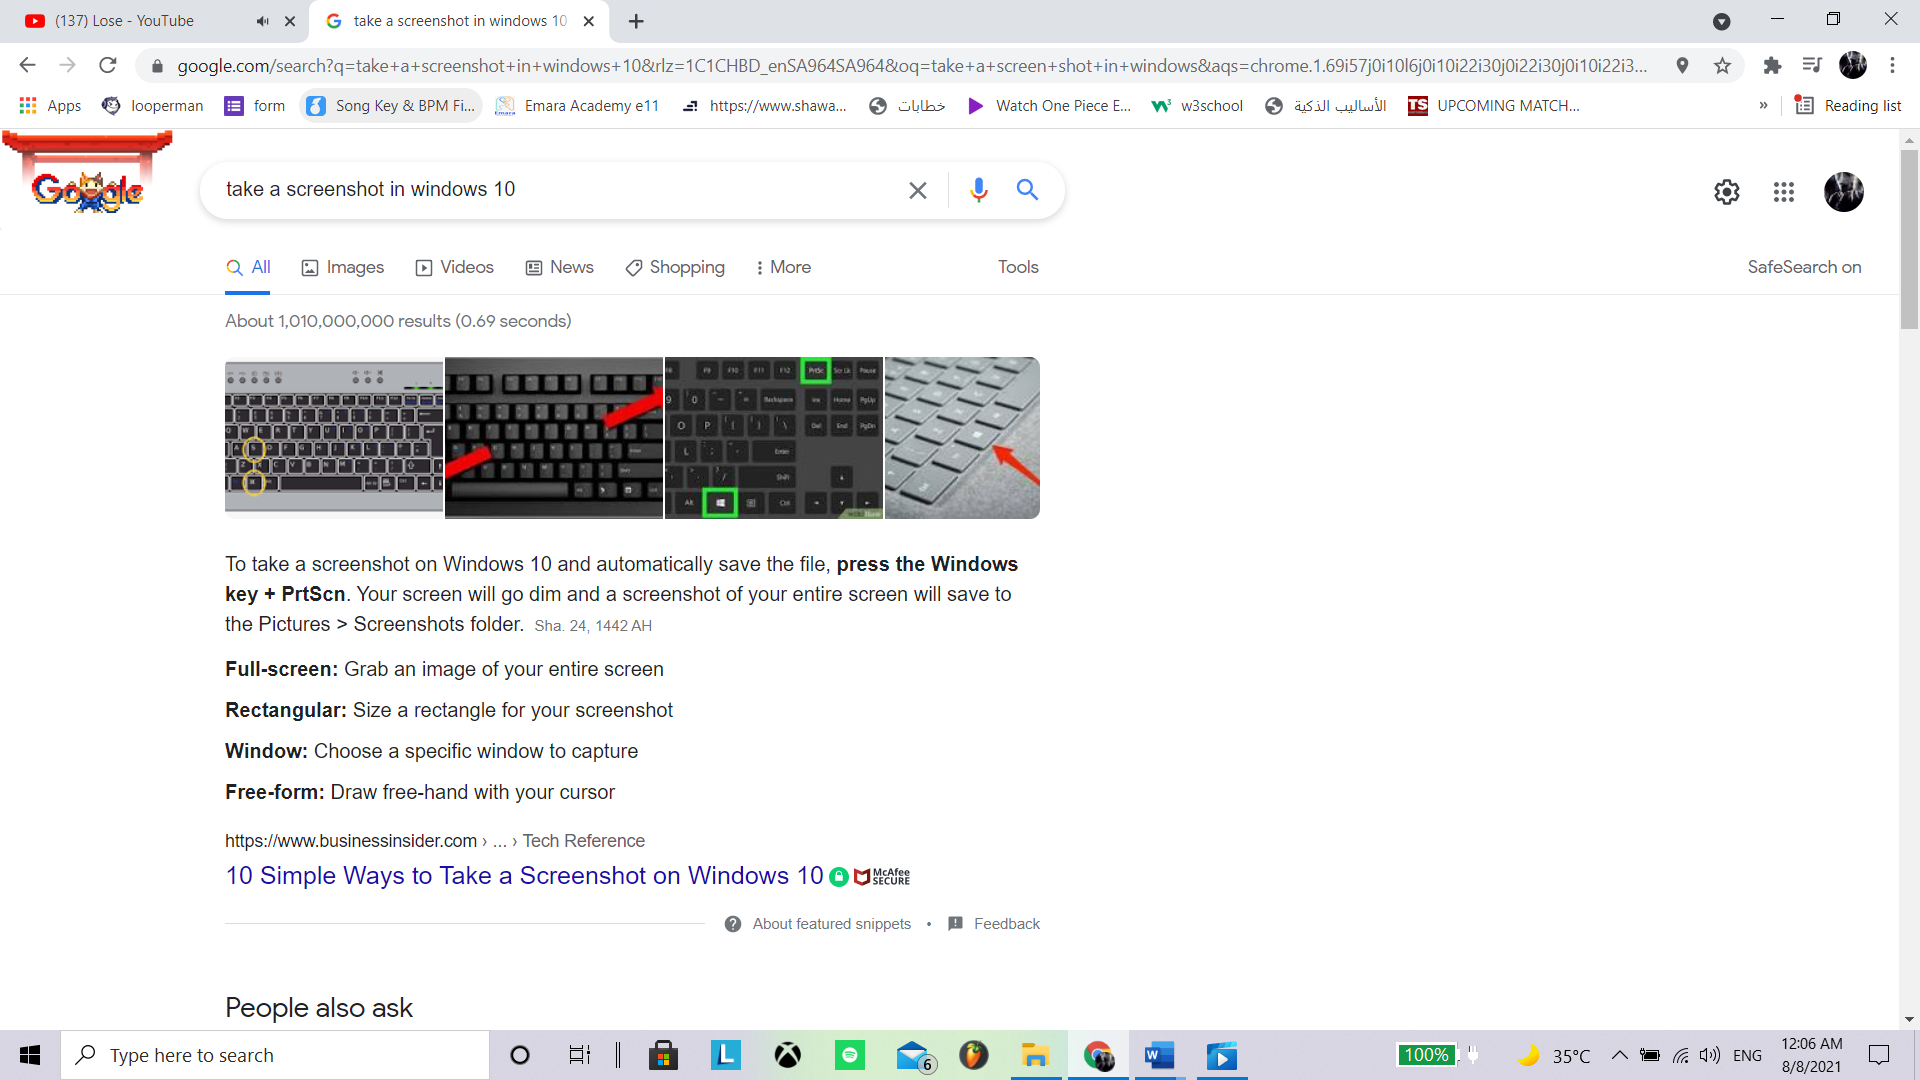 (137) Lose - YouTube
take a screenshot in windows 10
google.com/search?q=take+a+screenshot+in+windows+10&rlz=1C1CHBD_enSA964SA964&oq=take+a+screen+shot+in+windows&aqs=chrome.1.69i57j0i10l6j0i10i22i30j0i22i30j0i10i22i3...
Apps looperman form Song Key & BPM Fi... Emara Academy e11 https://www.shawa... خطابات Watch One Piece E... w3school الأساليب الذكية TS UPCOMING MATCH... » Reading list
Google
take a screenshot in windows 10
All Images Videos News Shopping More Tools SafeSearch on
About 1,010,000,000 results (0.69 seconds)
To take a screenshot on Windows 10 and automatically save the file, press the Windows
key + PrtScn. Your screen will go dim and a screenshot of your entire screen will save to
the Pictures > Screenshots folder. Sha. 24, 1442 AH
Full-screen: Grab an image of your entire screen
Rectangular: Size a rectangle for your screenshot
Window: Choose a specific window to capture
Free-form: Draw free-hand with your cursor
https://www.businessinsider.com › ... › Tech Reference
10 Simple Ways to Take a Screenshot on Windows 10 McAfee SECURE
About featured snippets • Feedback
People also ask
Type here to search
6
100%
35°C
ENG
12:06 AM
8/8/2021